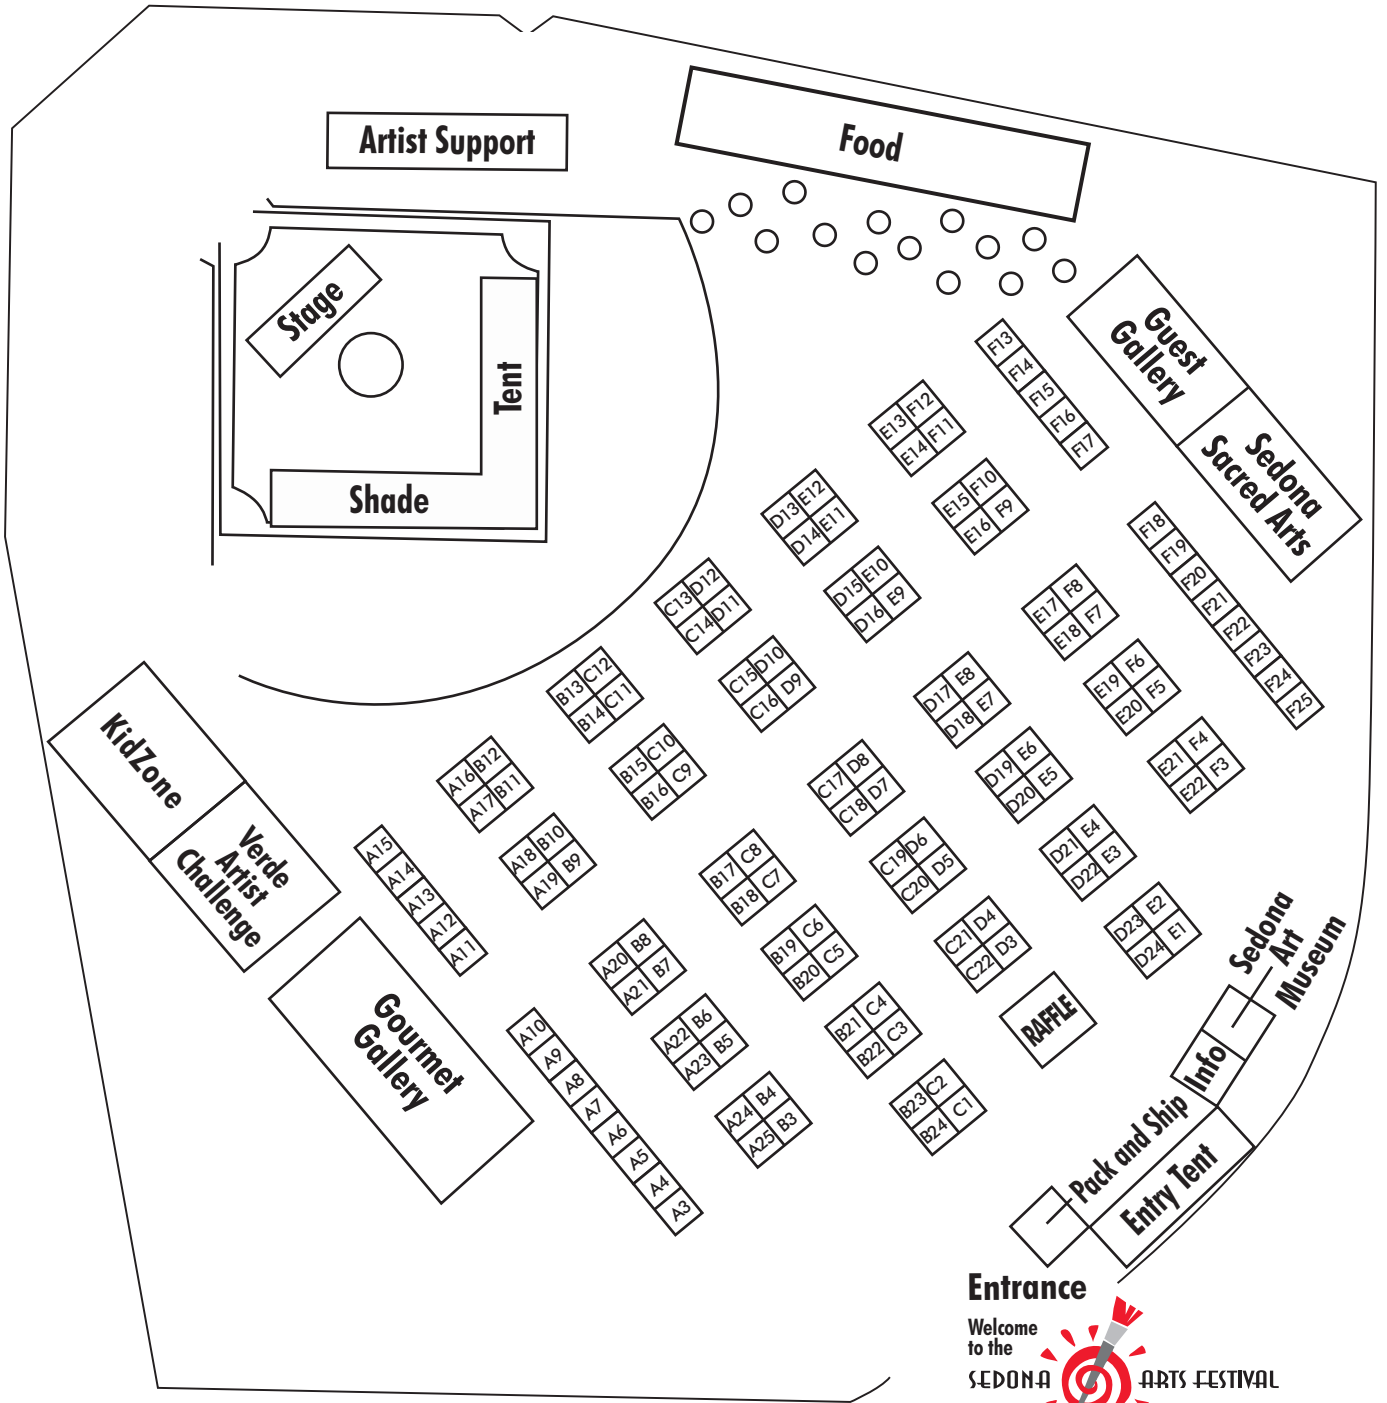 Artist Support
Food
Stage
Tent
Shade
Guest
Gallery
Sedona
Sacred Arts
KidZone
Verde
Artist
Challenge
Gourmet
Gallery
F13
F14
F15
F16
F17
F18
F19
F20
F21
F22
F23
F24
F25
E13 F12
E14 F11
E15 F10
E16 F9
E17 F8
E18 F7
E19 F6
E20 F5
E21 F4
E22 F3
D13 E12
D14 E11
D15 E10
D16 E9
D17 E8
D18 E7
D19 E6
D20 E5
D21 E4
D22 E3
D23 E2
D24 E1
C13 D12
C14 D11
C15 D10
C16 D9
C17 D8
C18 D7
C19 D6
C20 D5
C21 D4
C22 D3
RAFFLE
B13 C12
B14 C11
B15 C10
B16 C9
B17 C8
B18 C7
B19 C6
B20 C5
B21 C4
B22 C3
B23 C2
B24 C1
A16 B12
A17 B11
A18 B10
A19 B9
A20 B8
A21 B7
A22 B6
A23 B5
A24 B4
A25 B3
A15
A14
A13
A12
A11
A10
A9
A8
A7
A6
A5
A4
A3
Sedona
Art
Museum
Info
Pack and Ship
Entry Tent
Entrance
Welcome
to the
SEDONA ARTS FESTIVAL